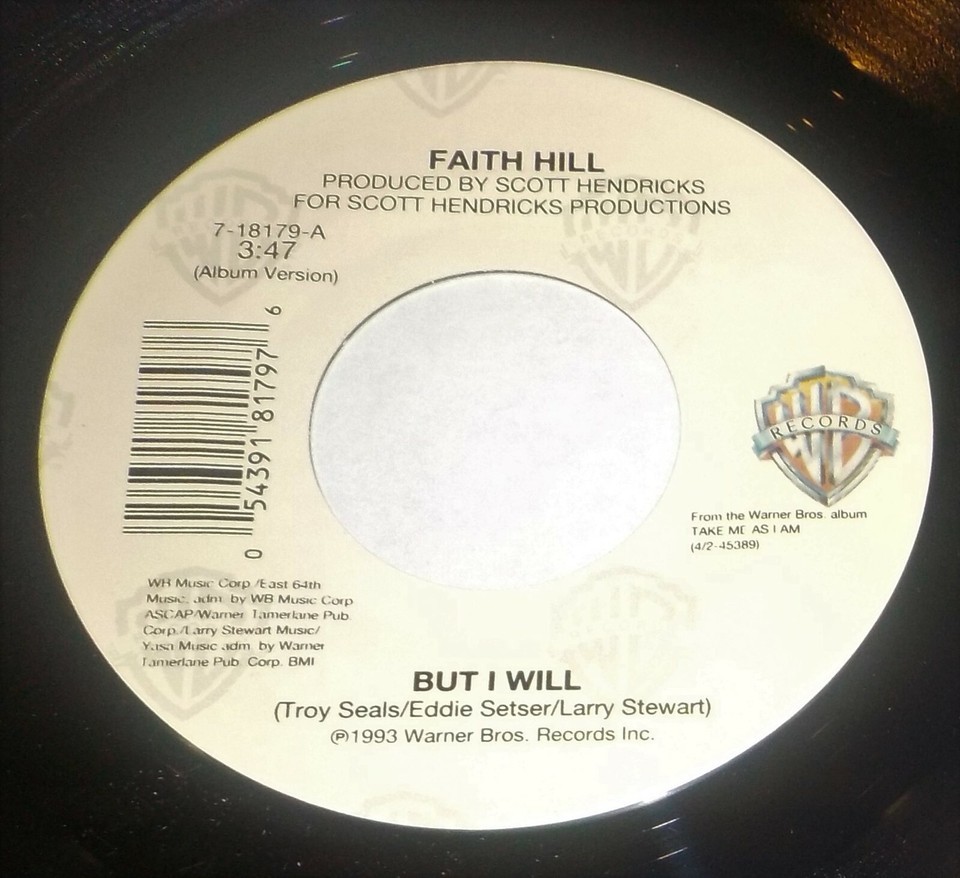 FAITH HILL
PRODUCED BY SCOTT HENDRICKS
FOR SCOTT HENDRICKS PRODUCTIONS
7-18179-A
3:47
(Album Version)
0 54391 81797 6
WB RECORDS
From the Warner Bros. album
TAKE ME AS I AM
(4/2-45389)
WB Music Corp./East 64th
Music, adm. by WB Music Corp
ASCAP/Warner Tamerlane Pub.
Corp./Larry Stewart Music/
Yasa Music adm. by Warner
Tamerlane Pub. Corp. BMI
BUT I WILL
(Troy Seals/Eddie Setser/Larry Stewart)
℗1993 Warner Bros. Records Inc.